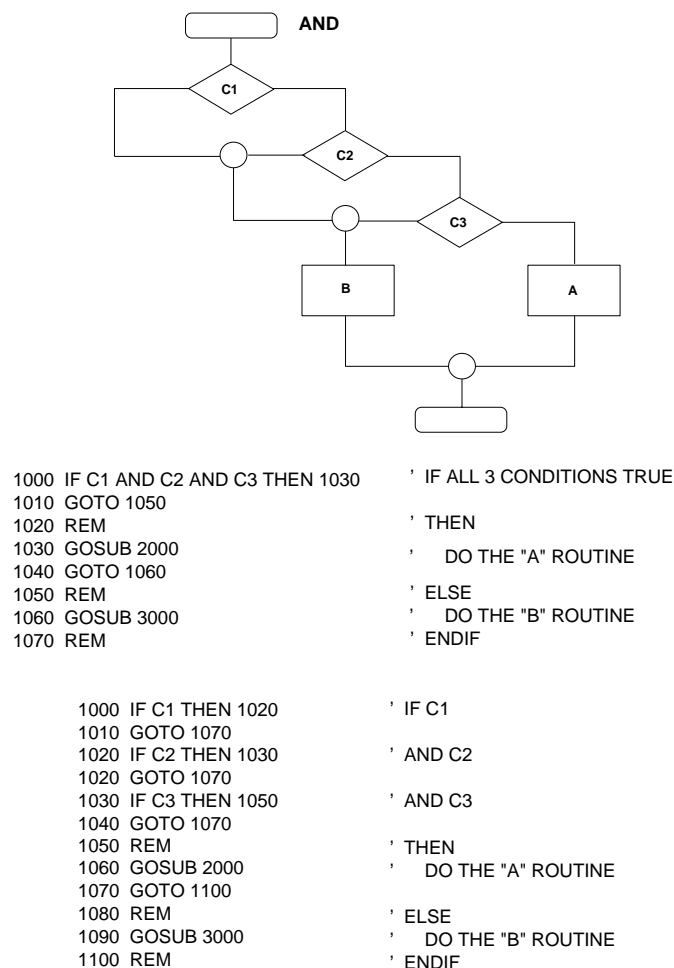 AND
C1
C2
C3
B
A
1000 IF C1 AND C2 AND C3 THEN 1030 ' IF ALL 3 CONDITIONS TRUE
1010 GOTO 1050
1020 REM ' THEN
1030 GOSUB 2000 ' DO THE "A" ROUTINE
1040 GOTO 1060
1050 REM ' ELSE
1060 GOSUB 3000 ' DO THE "B" ROUTINE
1070 REM ' ENDIF
1000 IF C1 THEN 1020 ' IF C1
1010 GOTO 1070
1020 IF C2 THEN 1030 ' AND C2
1020 GOTO 1070
1030 IF C3 THEN 1050 ' AND C3
1040 GOTO 1070
1050 REM ' THEN
1060 GOSUB 2000 ' DO THE "A" ROUTINE
1070 GOTO 1100
1080 REM ' ELSE
1090 GOSUB 3000 ' DO THE "B" ROUTINE
1100 REM ' ENDIF